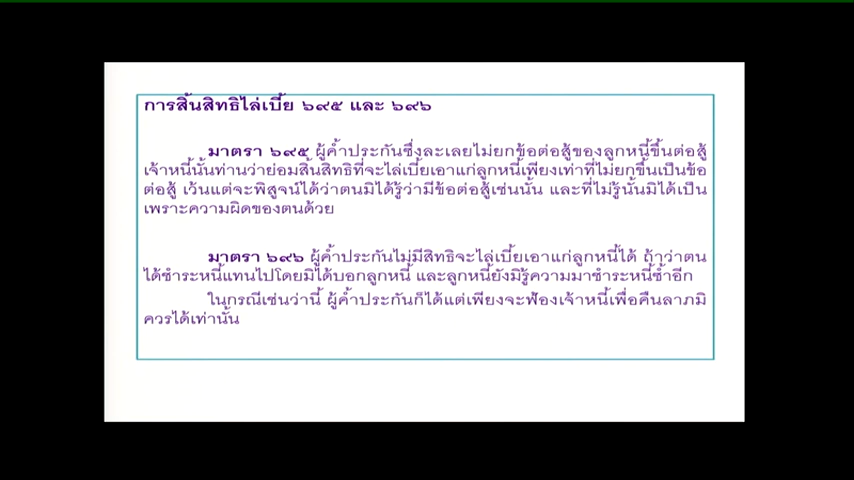 การสิ้นสิทธิไล่เบี้ย ๖๙๕ และ ๖๙๖
มาตรา ๖๙๕ ผู้ค้ำประกันซึ่งละเลยไม่ยกข้อต่อสู้ของลูกหนี้ขึ้นต่อสู้
เจ้าหนี้นั้นท่านว่าย่อมสิ้นสิทธิที่จะไล่เบี้ยเอาแก่ลูกหนี้เพียงเท่าที่ไม่ยกขึ้นเป็นข้อ
ต่อสู้ เว้นแต่จะพิสูจน์ได้ว่าตนมิได้รู้ว่ามีข้อต่อสู้เช่นนั้น และที่ไม่รู้นั้นมิได้เป็น
เพราะความผิดของตนด้วย
มาตรา ๖๙๖ ผู้ค้ำประกันไม่มีสิทธิจะไล่เบี้ยเอาแก่ลูกหนี้ได้ ถ้าว่าตน
ได้ชำระหนี้แทนไปโดยมิได้บอกลูกหนี้ และลูกหนี้ยังมิรู้ความมาชำระหนี้ซ้ำอีก
ในกรณีเช่นว่านี้ ผู้ค้ำประกันก็ได้แต่เพียงจะฟ้องเจ้าหนี้เพื่อคืนลาภมิ
ควรได้เท่านั้น